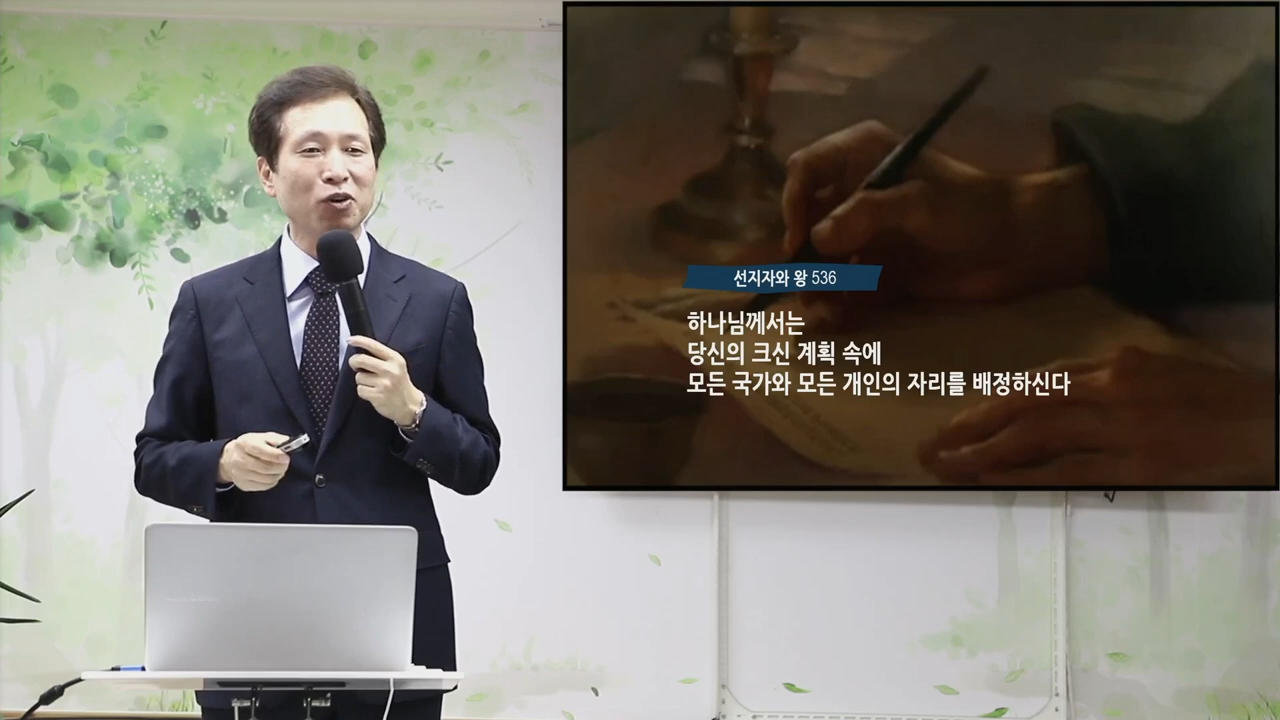 선지자와 왕 536
하나님께서는
당신의 크신 계획 속에
모든 국가와 모든 개인의 자리를 배정하신다